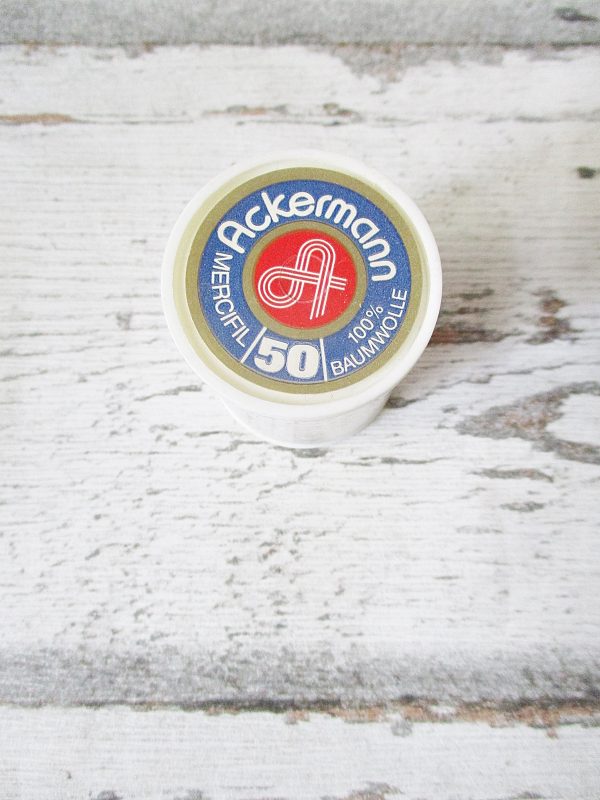 Ackermann
MERCIFIL
50
100%
BAUMWOLLE